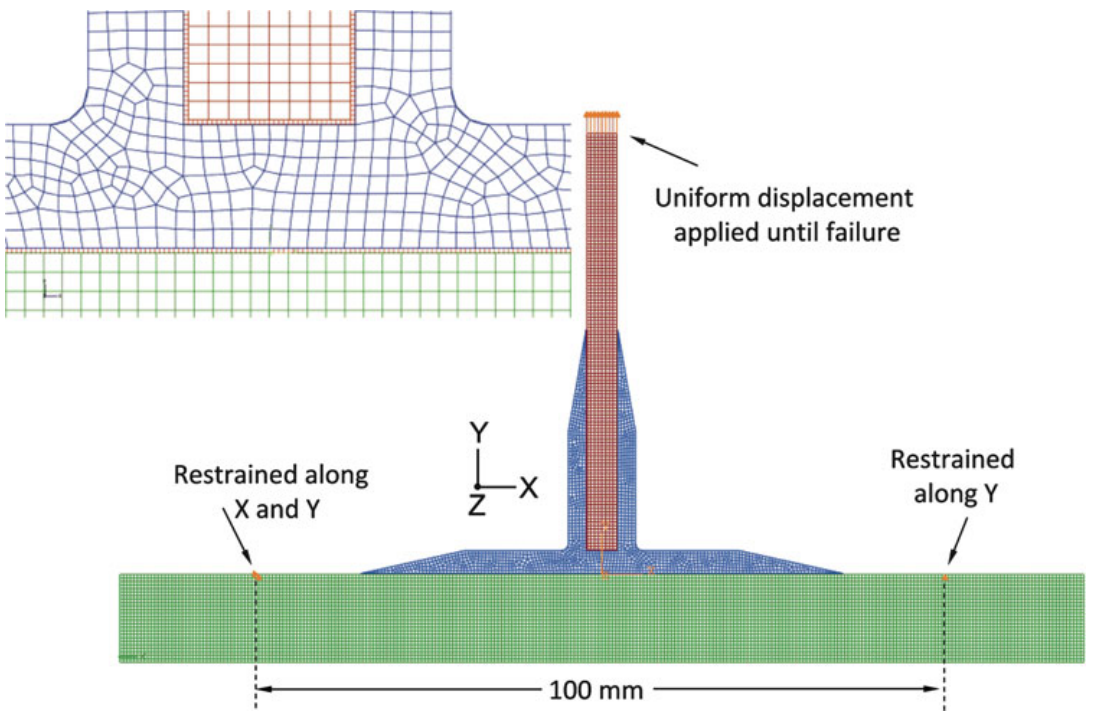 Uniform displacement
applied until failure
Y
X
Z
Restrained along
X and Y
Restrained
along Y
100 mm